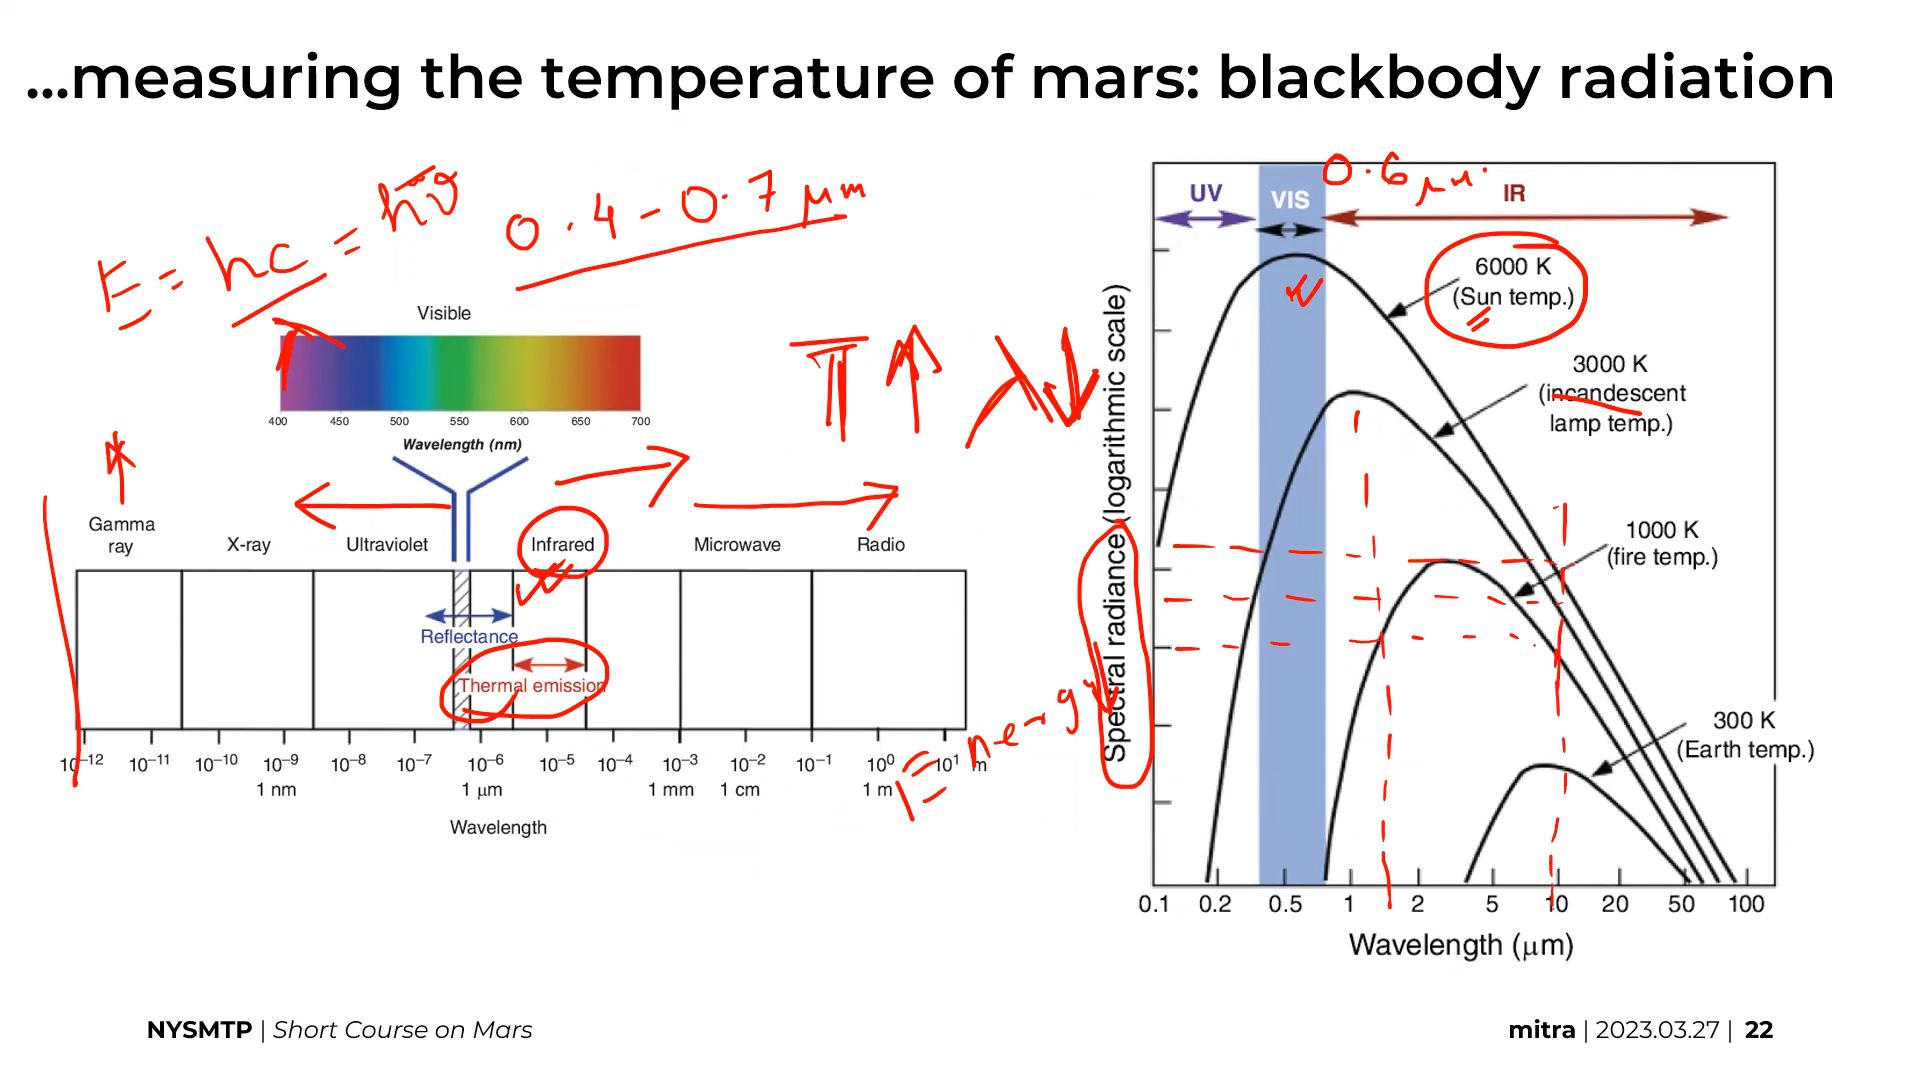 ...measuring the temperature of mars: blackbody radiation
E = hc = hν
0.4 - 0.7 μm
Visible
400 450 500 550 600 650 700
Wavelength (nm)
T ↑ λ ↓
Gamma ray
X-ray
Ultraviolet
Infrared
Microwave
Radio
Reflectance
Thermal emission
10⁻¹² 10⁻¹¹ 10⁻¹⁰ 10⁻⁹ 10⁻⁸ 10⁻⁷ 10⁻⁶ 10⁻⁵ 10⁻⁴ 10⁻³ 10⁻² 10⁻¹ 10⁰ 10¹ m
1 nm 1 μm 1 mm 1 cm 1 m
Wavelength
Energy
Spectral radiance (logarithmic scale)
0.6 μm
UV VIS IR
6000 K
(Sun temp.)
3000 K
(incandescent
lamp temp.)
1000 K
(fire temp.)
300 K
(Earth temp.)
0.1 0.2 0.5 1 2 5 10 20 50 100
Wavelength (μm)
NYSMTP | Short Course on Mars
mitra | 2023.03.27 | 22